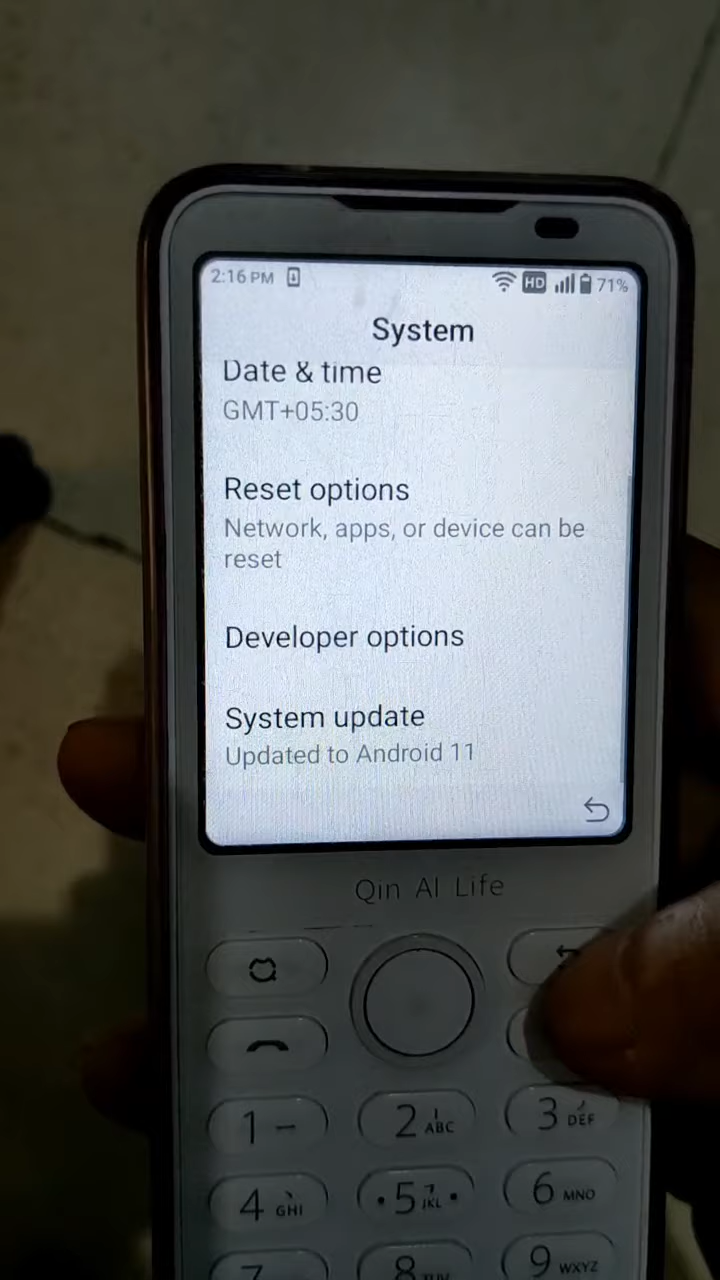 2:16 PM HD 71%
System
Date & time
GMT+05:30
Reset options
Network, apps, or device can be
reset
Developer options
System update
Updated to Android 11
Qin AI Life
1 2 ABC 3 DEF
4 GHI 5 JKL 6 MNO
7 8 9 WXYZ